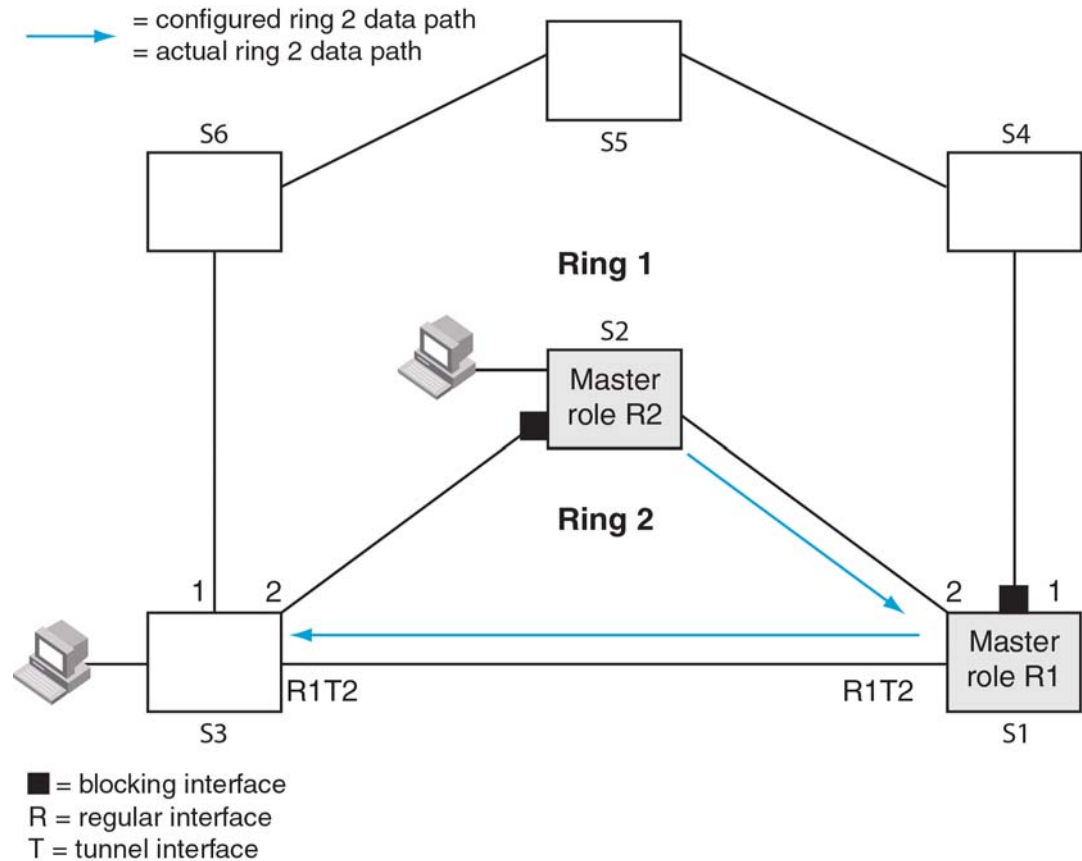 = configured ring 2 data path
= actual ring 2 data path
S5
S6
S4
Ring 1
S2
Master
role R2
Ring 2
1 2
2 1
Master
role R1
R1T2
R1T2
S3
S1
= blocking interface
R = regular interface
T = tunnel interface